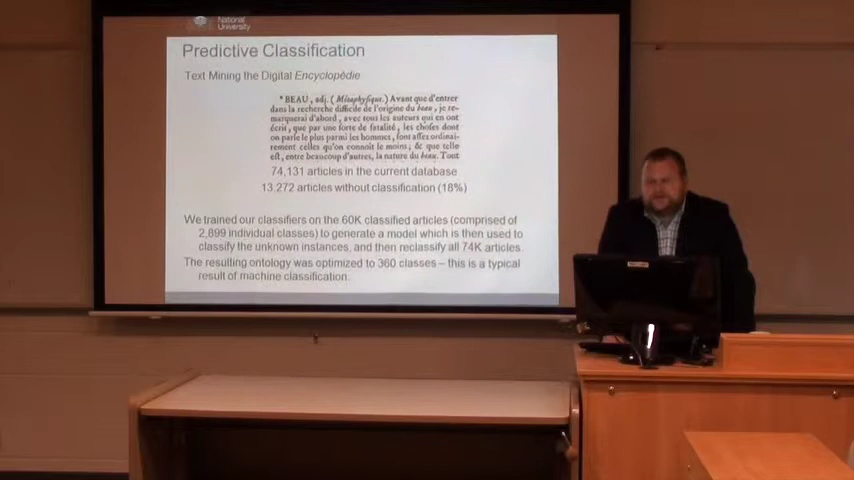 National
University
Predictive Classification
Text Mining the Digital Encyclopédie
*BEAU, adj. (Métaphysique.) Avant que d'entrer
dans la recherche difficile de l'origine du beau, je re-
marquerai d'abord, avec tous les auteurs qui en ont
écrit, que par une forte de fatalité, les choses dont
on parle le plus parmi les hommes, sont assez ordinai-
rement celles qu'on connoît le moins; & que telle
est, entre beaucoup d'autres, la nature du beau. Tout
74,131 articles in the current database
13,272 articles without classification (18%)
We trained our classifiers on the 60K classified articles (comprised of
2,899 individual classes) to generate a model which is then used to
classify the unknown instances, and then reclassify all 74K articles.
The resulting ontology was optimized to 360 classes – this is a typical
result of machine classification.